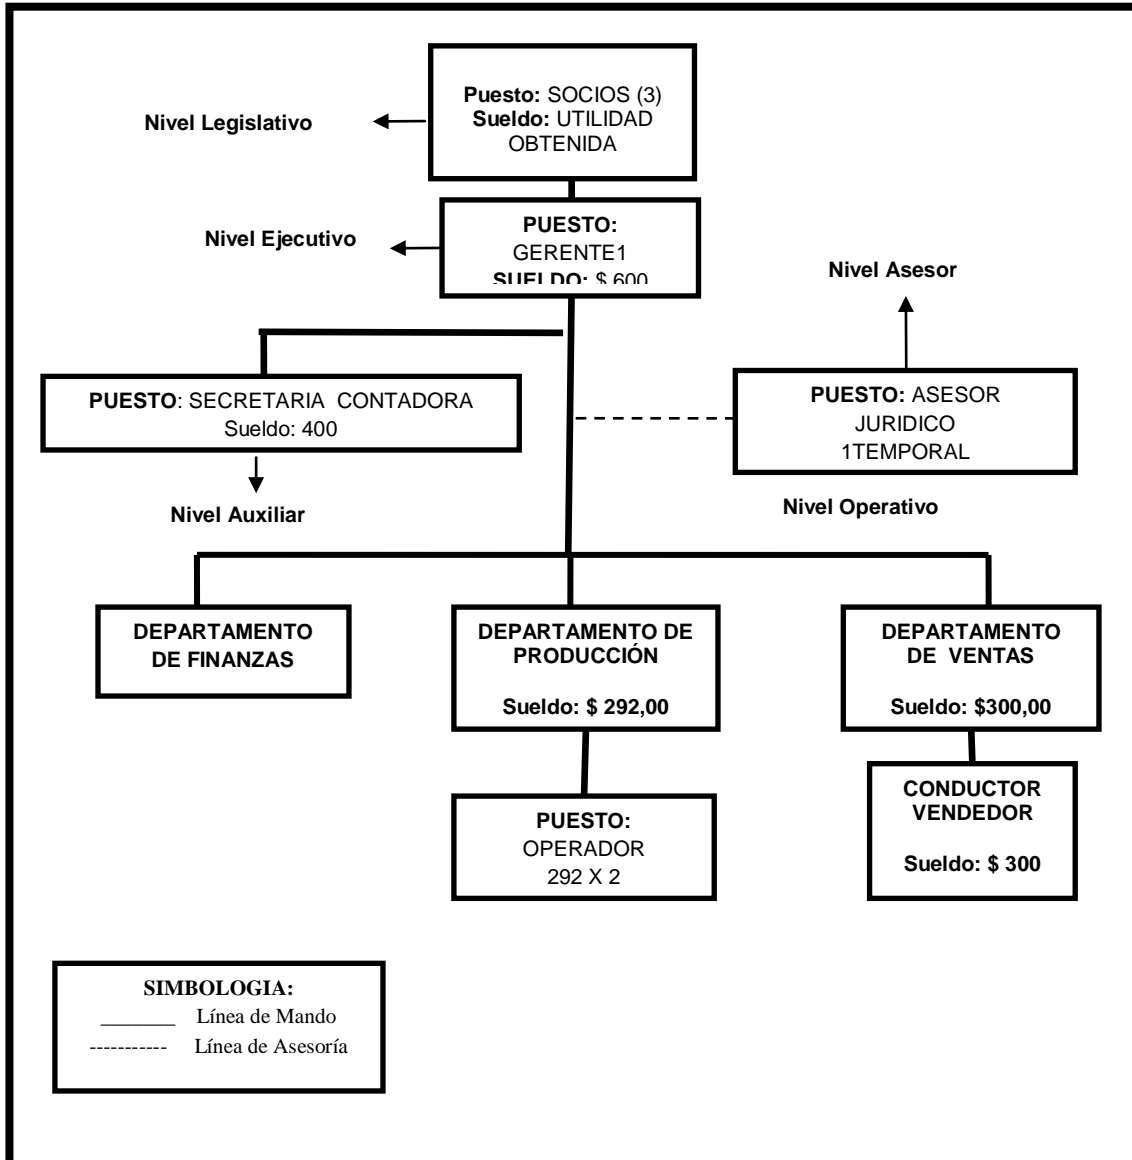 Puesto: SOCIOS (3)
Sueldo: UTILIDAD
OBTENIDA
Nivel Legislativo
PUESTO:
GERENTE1
SUELDO: $ 600
Nivel Ejecutivo
Nivel Asesor
PUESTO: SECRETARIA CONTADORA
Sueldo: 400
PUESTO: ASESOR
JURIDICO
1TEMPORAL
Nivel Auxiliar
Nivel Operativo
DEPARTAMENTO
DE FINANZAS
DEPARTAMENTO DE
PRODUCCIÓN
Sueldo: $ 292,00
DEPARTAMENTO
DE VENTAS
Sueldo: $300,00
PUESTO:
OPERADOR
292 X 2
CONDUCTOR
VENDEDOR
Sueldo: $ 300
SIMBOLOGIA:
_______ Línea de Mando
----------- Línea de Asesoría